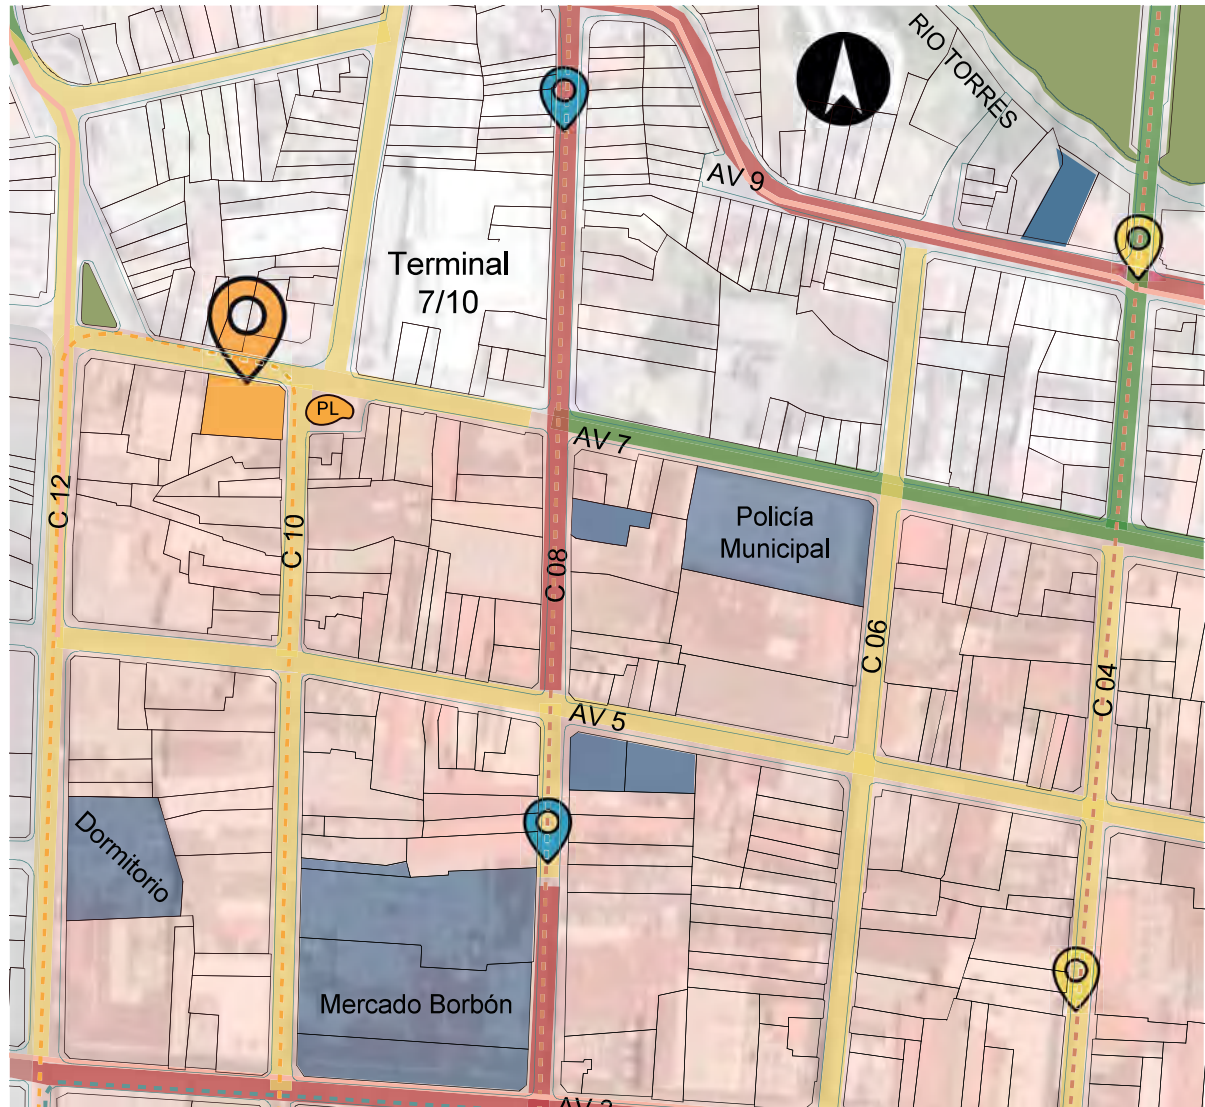 RIO TORRES
AV 9
Terminal
7/10
PL
AV 7
C 12
C 10
C 08
Policía
Municipal
C 06
C 04
AV 5
Dormitorio
Mercado Borbón